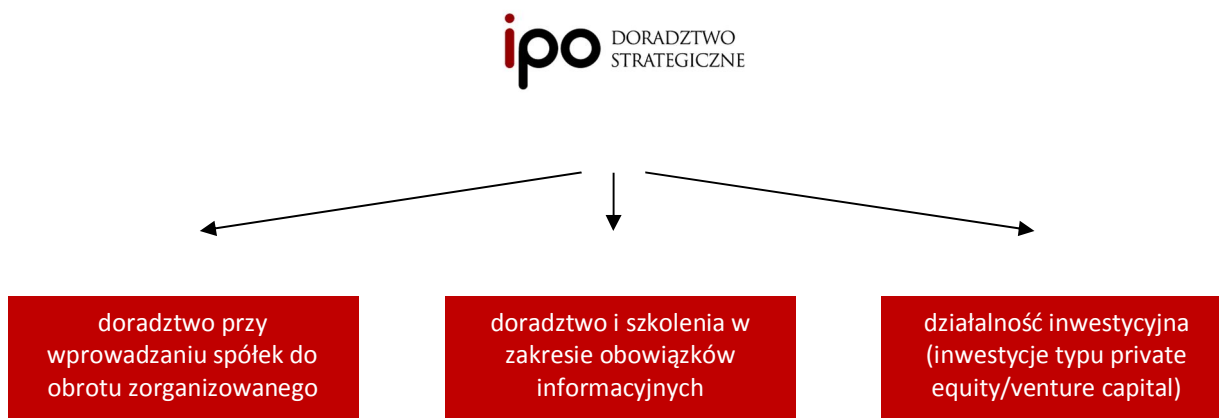 ipo DORADZTWO
STRATEGICZNE
doradztwo przy
wprowadzaniu spółek do
obrotu zorganizowanego
doradztwo i szkolenia w
zakresie obowiązków
informacyjnych
działalność inwestycyjna
(inwestycje typu private
equity/venture capital)